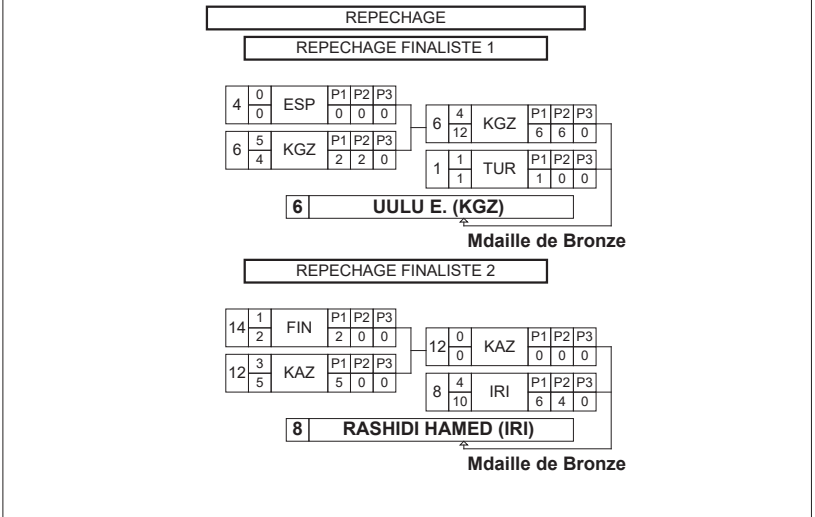 REPECHAGE
REPECHAGE FINALISTE 1
4 0 0 ESP P1 P2 P3 0 0 0
6 5 4 KGZ P1 P2 P3 2 2 0
6 4 12 KGZ P1 P2 P3 6 6 0
1 1 1 TUR P1 P2 P3 1 0 0
6 UULU E. (KGZ)
Mdaille de Bronze
REPECHAGE FINALISTE 2
14 1 2 FIN P1 P2 P3 2 0 0
12 3 5 KAZ P1 P2 P3 5 0 0
12 0 0 KAZ P1 P2 P3 0 0 0
8 4 10 IRI P1 P2 P3 6 4 0
8 RASHIDI HAMED (IRI)
Mdaille de Bronze